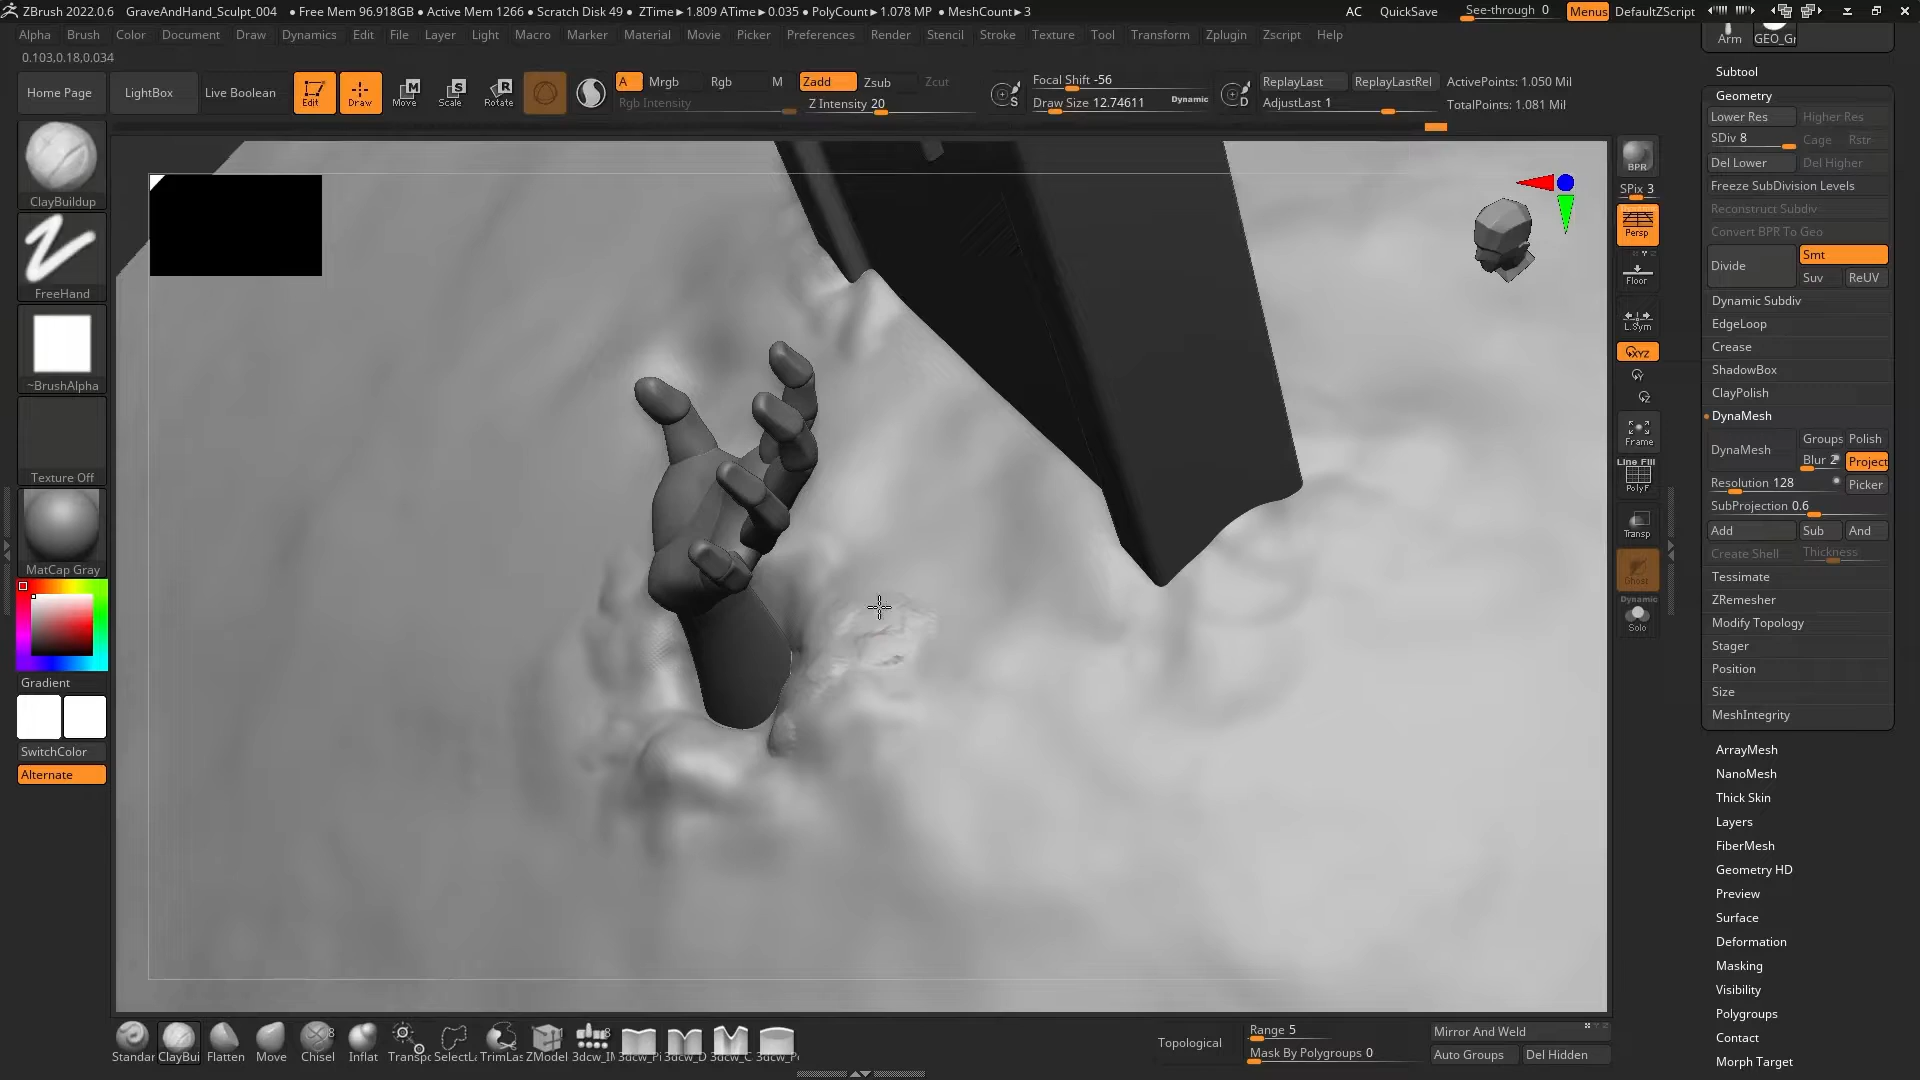 ZBrush 2022.0.6 GraveAndHand_Sculpt_004 • Free Mem 96.918GB • Active Mem 1266 • Scratch Disk 49 • ZTime►1.809 ATime►0.035 • PolyCount►1.078 MP • MeshCount►3 AC QuickSave See-through 0 Menus DefaultZScript
Alpha Brush Color Document Draw Dynamics Edit File Layer Light Macro Marker Material Movie Picker Preferences Render Stencil Stroke Texture Tool Transform Zplugin Zscript Help
Arm GEO_Gr
0.103,0.18,0.034
Home Page LightBox Live Boolean Edit Draw Move Scale Rotate A Mrgb Rgb M Zadd Zsub Zcut Focal Shift -56 ReplayLast ReplayLastRel ActivePoints: 1.050 Mil
Rgb Intensity Z Intensity 20 S Draw Size 12.74611 Dynamic D AdjustLast 1 TotalPoints: 1.081 Mil
ClayBuildup
FreeHand
~BrushAlpha
Texture Off
MatCap Gray
Gradient
SwitchColor
Alternate
BPR
SPix 3
Dynamic
Persp
Floor
L.Sym
XYZ
Y
Z
Frame
Line Fill
PolyF
Transp
Ghost
Dynamic
Solo
Subtool
Geometry
Lower Res Higher Res
SDiv 8 Cage Rstr
Del Lower Del Higher
Freeze SubDivision Levels
Reconstruct Subdiv
Convert BPR To Geo
Divide Smt
Suv ReUV
Dynamic Subdiv
EdgeLoop
Crease
ShadowBox
ClayPolish
DynaMesh
DynaMesh Groups Polish
Blur 2 Project
Resolution 128 Picker
SubProjection 0.6
Add Sub And
Create Shell Thickness
Tessimate
ZRemesher
Modify Topology
Stager
Position
Size
MeshIntegrity
ArrayMesh
NanoMesh
Thick Skin
Layers
FiberMesh
Geometry HD
Preview
Surface
Deformation
Masking
Visibility
Polygroups
Contact
Morph Target
Standar ClayBui Flatten Move Chisel Inflat Transpo SelectLa TrimLas ZModel 3dcw_IM 3dcw_Pi 3dcw_D 3dcw_C 3dcw_Po
Topological Range 5 Mirror And Weld
Mask By Polygroups 0 Auto Groups Del Hidden